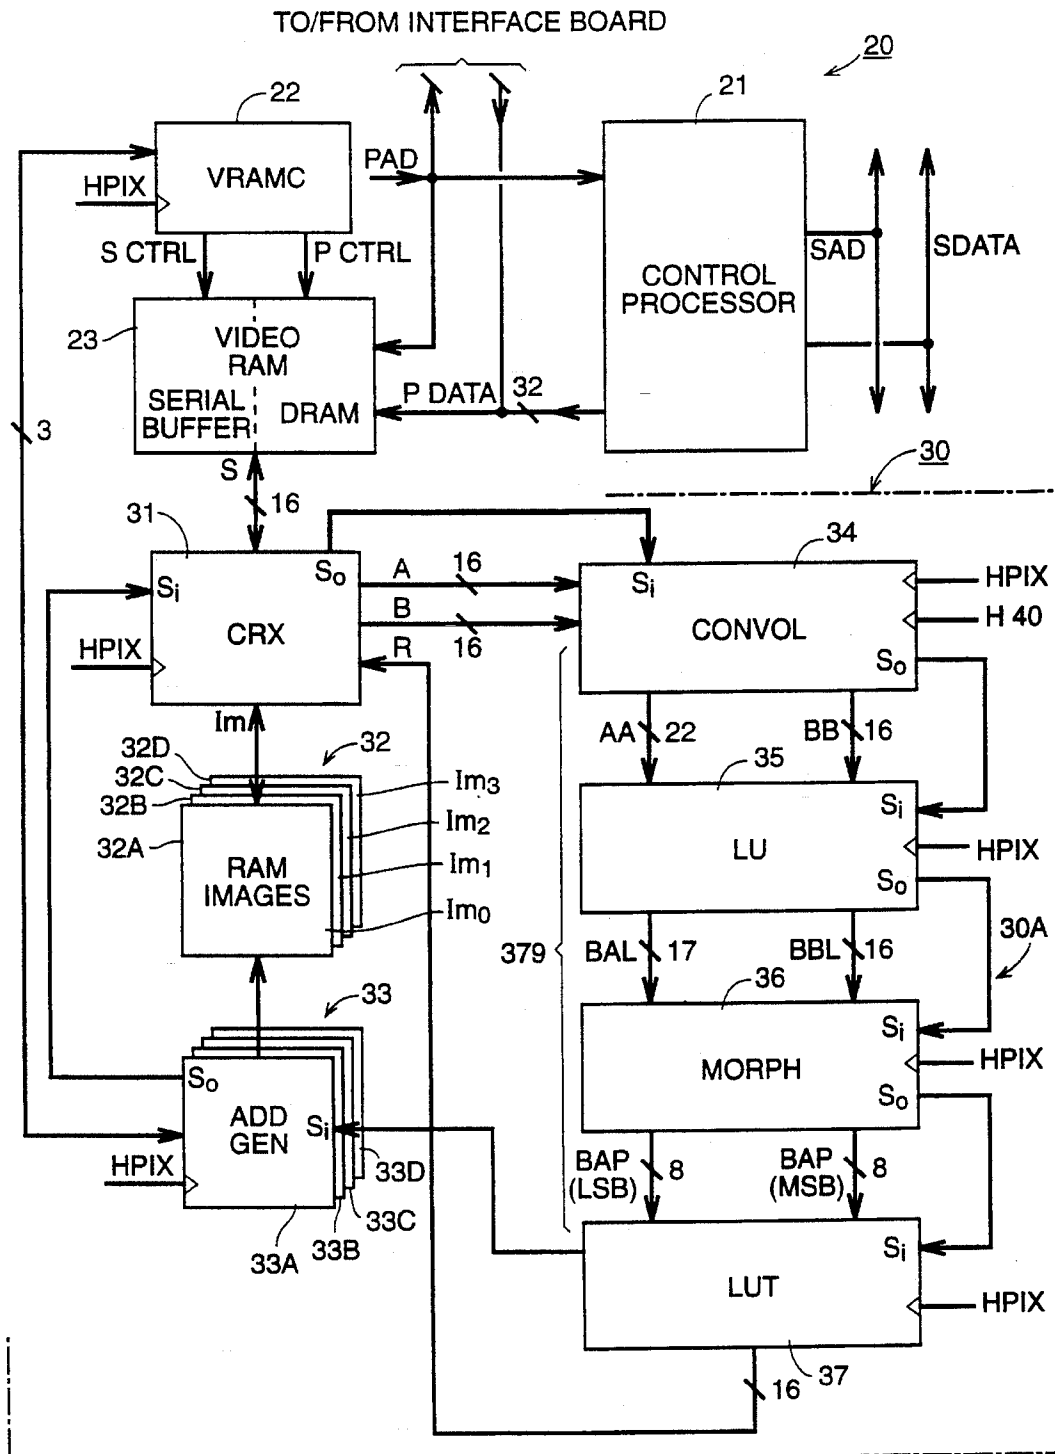 TO/FROM INTERFACE BOARD
20
22
21
VRAMC
PAD
HPIX
S CTRL
P CTRL
SAD
SDATA
CONTROL
PROCESSOR
23
VIDEO
RAM
SERIAL
BUFFER
DRAM
P DATA
32
3
S
16
30
31
34
Si
So
A
16
B
16
R
CRX
HPIX
Si
CONVOL
HPIX
H 40
So
Im
AA
22
BB
16
32
32D
32C
32B
32A
Im3
Im2
Im1
Im0
RAM
IMAGES
35
Si
LU
HPIX
So
379
BAL
17
BBL
16
30A
33
36
Si
MORPH
HPIX
So
So
ADD
GEN
Si
HPIX
33D
33C
33B
33A
BAP
(LSB)
8
BAP
(MSB)
8
Si
LUT
HPIX
37
16